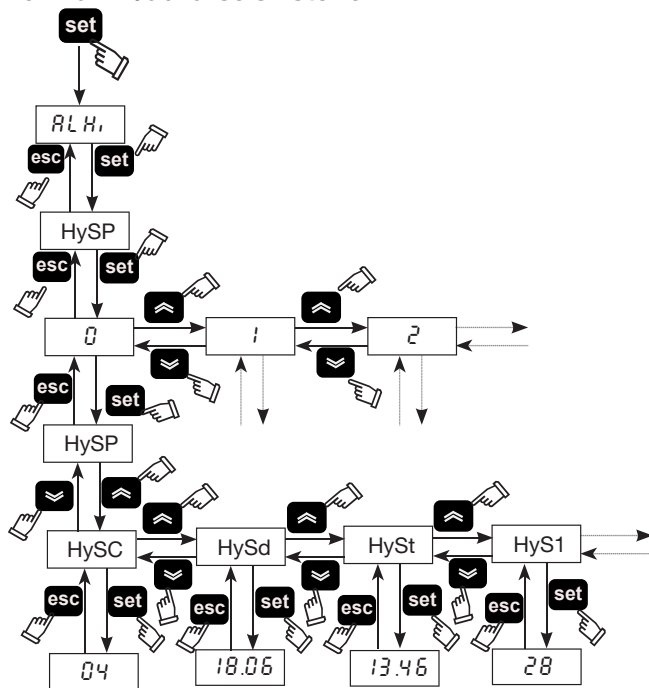 set
ALHi
esc set
HySP
esc set
0 1 2
esc set
HySP
HySC HySd HySt HyS1
esc set esc set esc set esc set
04 18.06 13.46 28